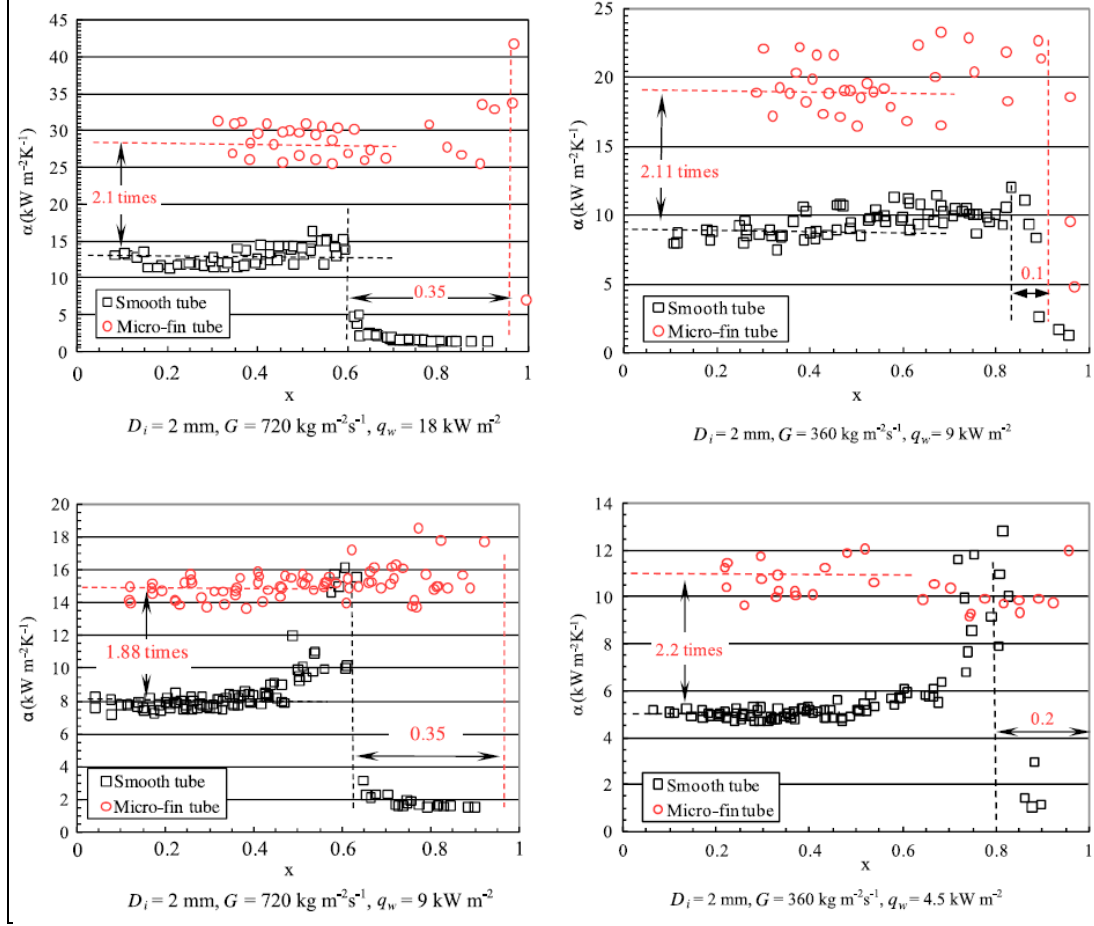 45
40
35
30
25
20
15
10
5
0
α(kW m⁻²K⁻¹)
2.1 times
0.35
Smooth tube
Micro-fin tube
0 0.2 0.4 0.6 0.8 1
x
D i = 2 mm, G = 720 kg m⁻²s⁻¹, q w = 18 kW m⁻²
25
20
15
10
5
0
α(kW m⁻²K⁻¹)
2.11 times
0.1
Smooth tube
Micro-fin tube
0 0.2 0.4 0.6 0.8 1
x
D i = 2 mm, G = 360 kg m⁻²s⁻¹, q w = 9 kW m⁻²
20
18
16
14
12
10
8
6
4
2
0
α(kW m⁻²K⁻¹)
1.88 times
0.35
Smooth tube
Micro-fin tube
0 0.2 0.4 0.6 0.8 1
x
D i = 2 mm, G = 720 kg m⁻²s⁻¹, q w = 9 kW m⁻²
14
12
10
8
6
4
2
0
α(kW m⁻²K⁻¹)
2.2 times
0.2
Smooth tube
Micro-fin tube
0 0.2 0.4 0.6 0.8 1
x
D i = 2 mm, G = 360 kg m⁻²s⁻¹, q w = 4.5 kW m⁻²